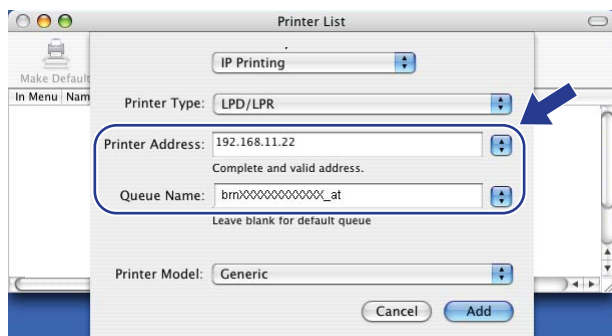 Printer List
IP Printing
Make Default
In Menu Nam
Printer Type: LPD/LPR
Printer Address: 192.168.11.22
Complete and valid address.
Queue Name: brnXXXXXXXXXXXX_at
Leave blank for default queue
Printer Model: Generic
Cancel Add